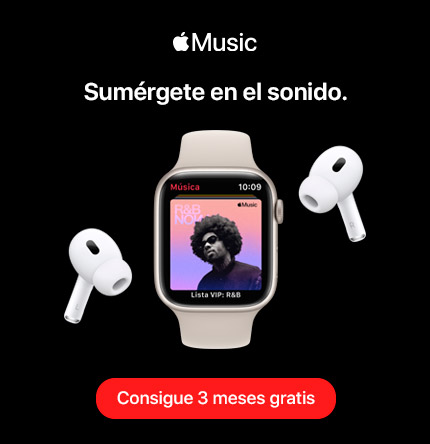 Music
Sumérgete en el sonido.
Música 10:09
Music
R&B
NOW
Lista VIP: R&B
Consigue 3 meses gratis